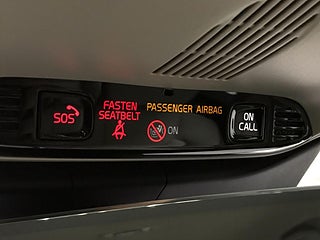 SOS
FASTEN
SEATBELT
PASSENGER AIRBAG
ON
ON
CALL